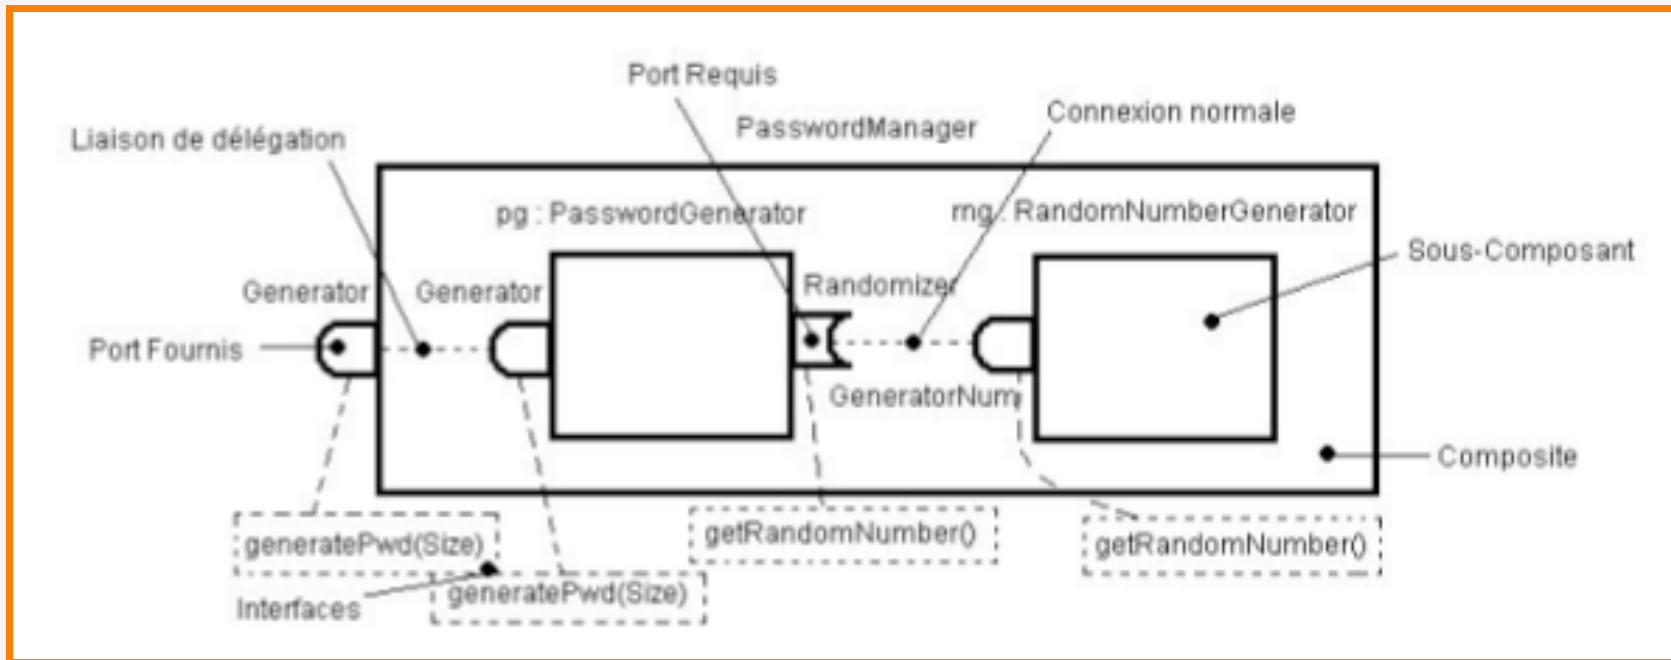 Port Requis
Connexion normale
PasswordManager
Liaison de délégation
pg : PasswordGenerator
rng : RandomNumberGenerator
Sous-Composant
Generator
Generator
Randomizer
Port Fournis
GeneratorNum
Composite
generatePwd(Size)
getRandomNumber()
getRandomNumber()
generatePwd(Size)
Interfaces